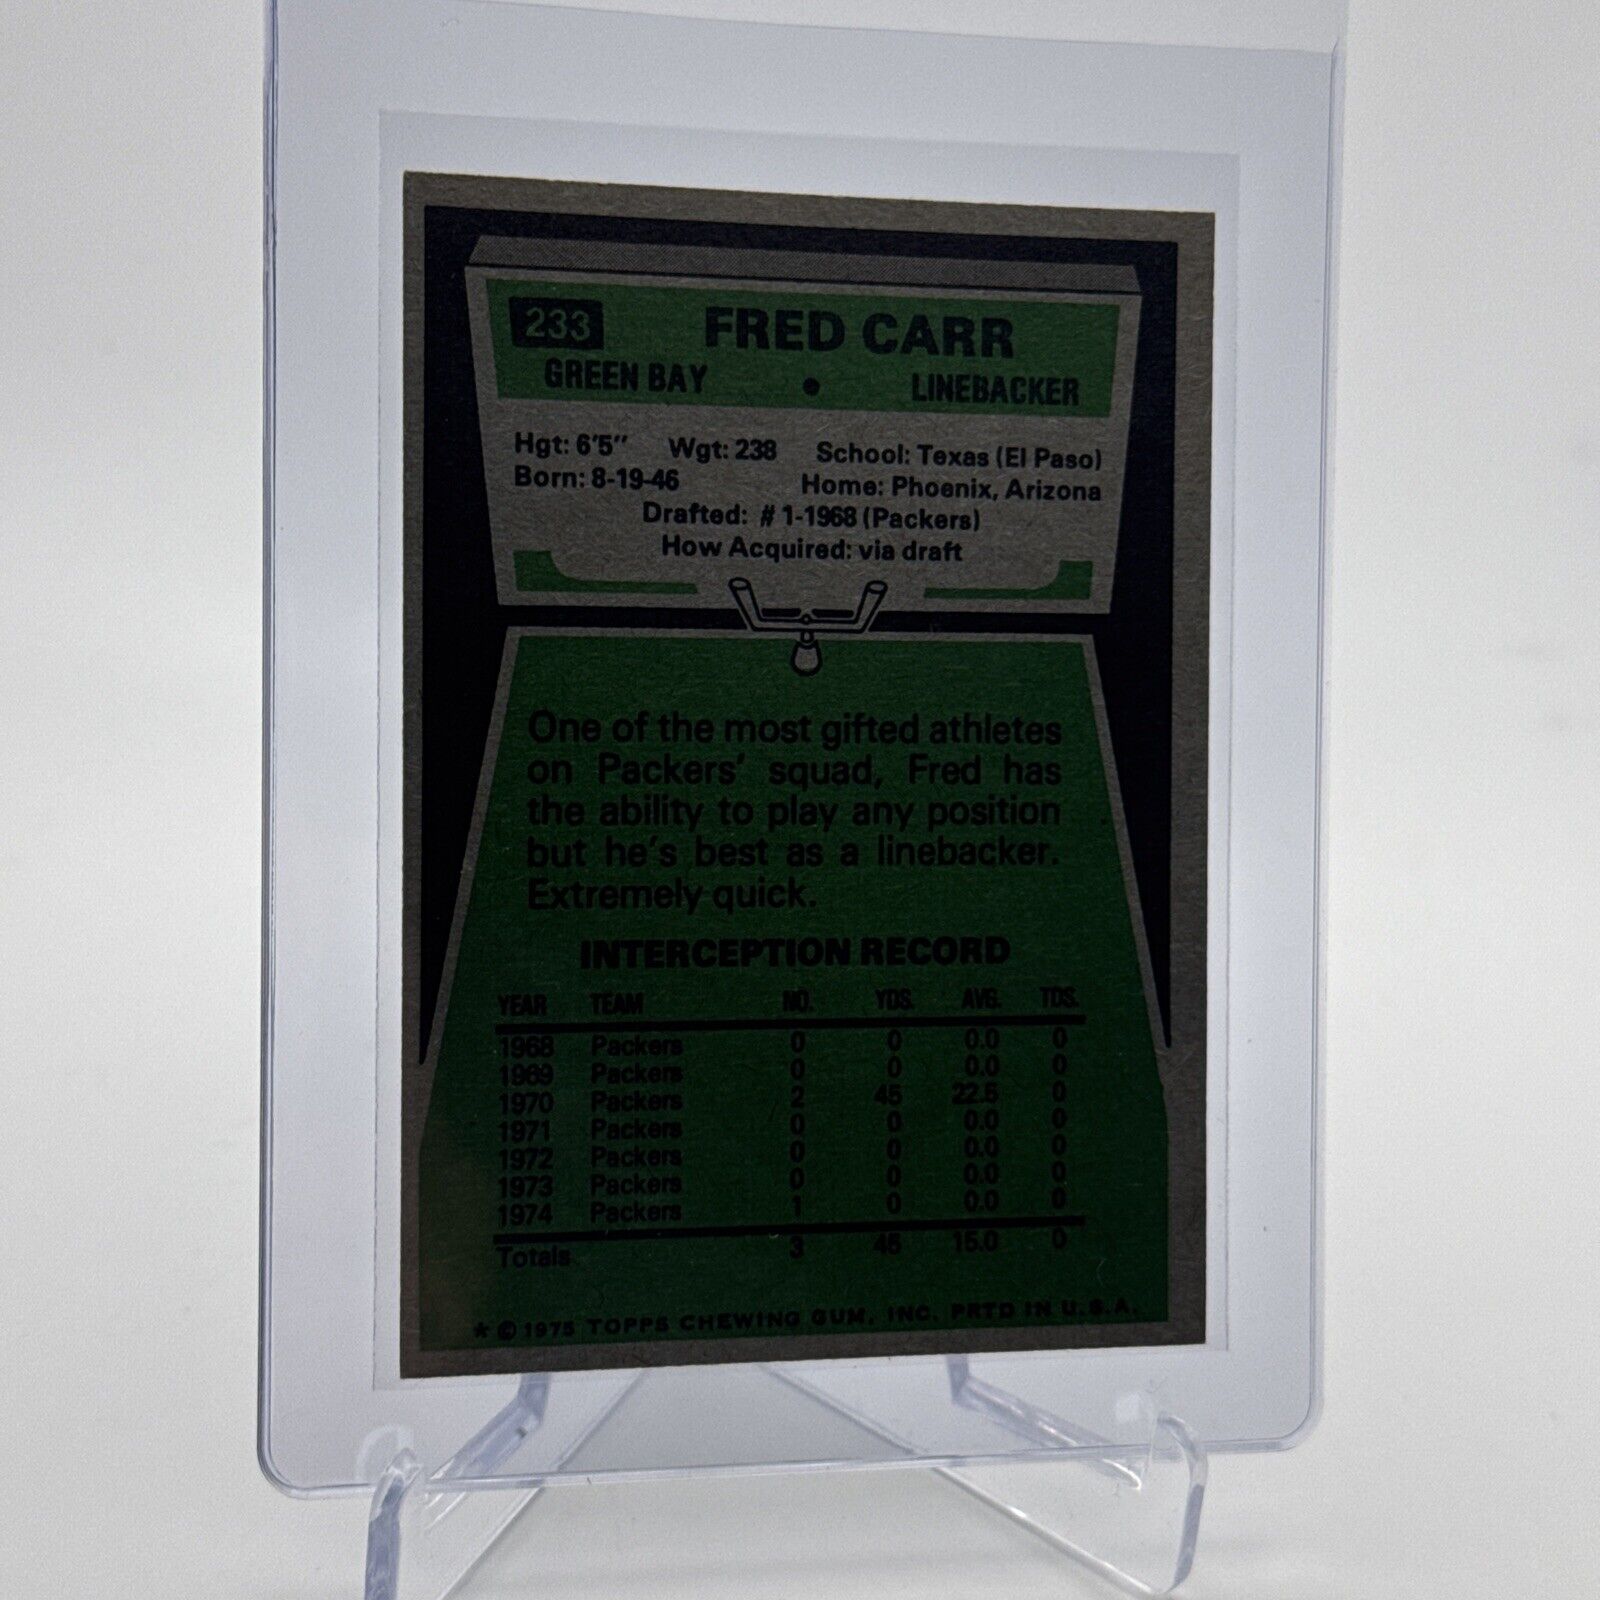 233 FRED CARR
GREEN BAY • LINEBACKER
Hgt: 6'5" Wgt: 238 School: Texas (El Paso)
Born: 8-19-46 Home: Phoenix, Arizona
Drafted: # 1-1968 (Packers)
How Acquired: via draft
One of the most gifted athletes
on Packers' squad, Fred has
the ability to play any position
but he's best as a linebacker.
Extremely quick.
INTERCEPTION RECORD
YEAR TEAM NO. YDS. AVG. TDS.
1968 Packers 0 0 0.0 0
1969 Packers 0 0 0.0 0
1970 Packers 2 45 22.5 0
1971 Packers 0 0 0.0 0
1972 Packers 0 0 0.0 0
1973 Packers 0 0 0.0 0
1974 Packers 1 0 0.0 0
Totals 3 45 15.0 0
* © 1975 TOPPS CHEWING GUM, INC. PRTD IN U.S.A.